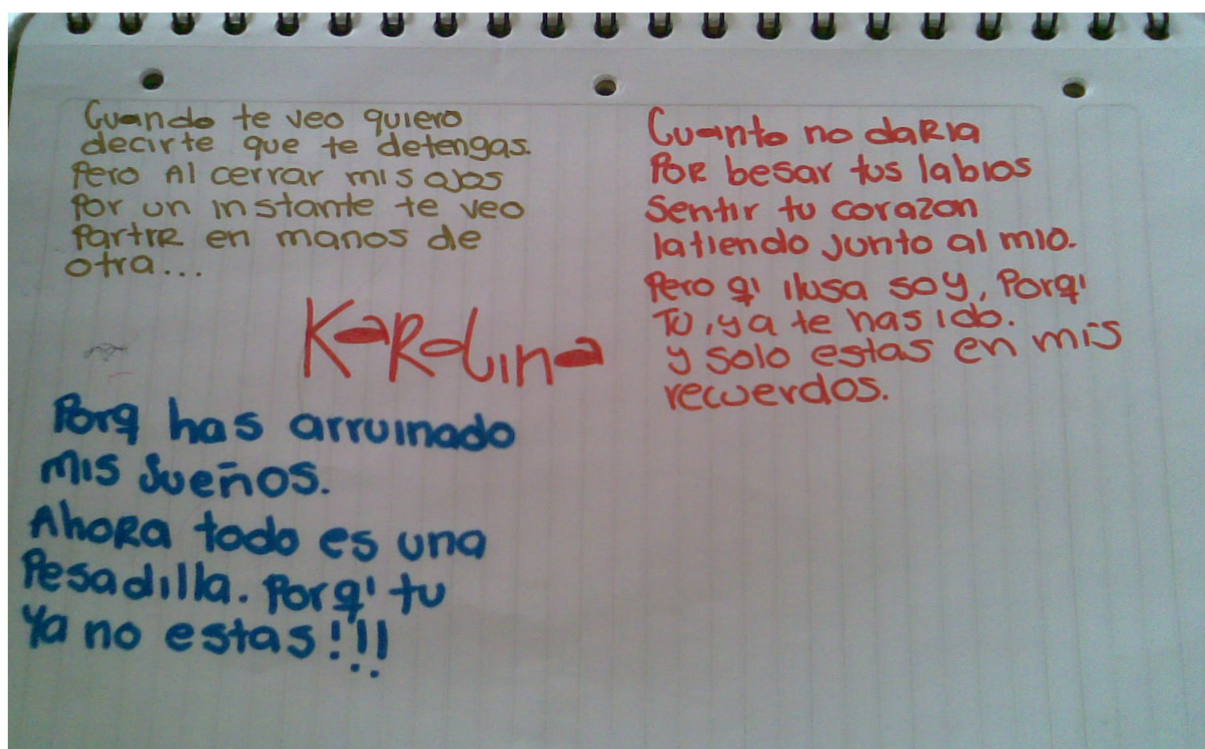 Cuando te veo quiero
decirte que te detengas.
Pero Al cerrar mis ojos
Por un instante te veo
PartiR en manos de
otra...
KaRolina
Porq has arruinado
mis Sueños.
AhoRa todo es una
Pesadilla. Porq' tu
Ya no estas!!!
Cuanto no daRia
PoR besar tus labios
Sentir tu corazon
latiendo junto al mio.
Pero q' ilusa soy, Porq'
TU, ya te has ido.
y solo estas en mis
recuerdos.